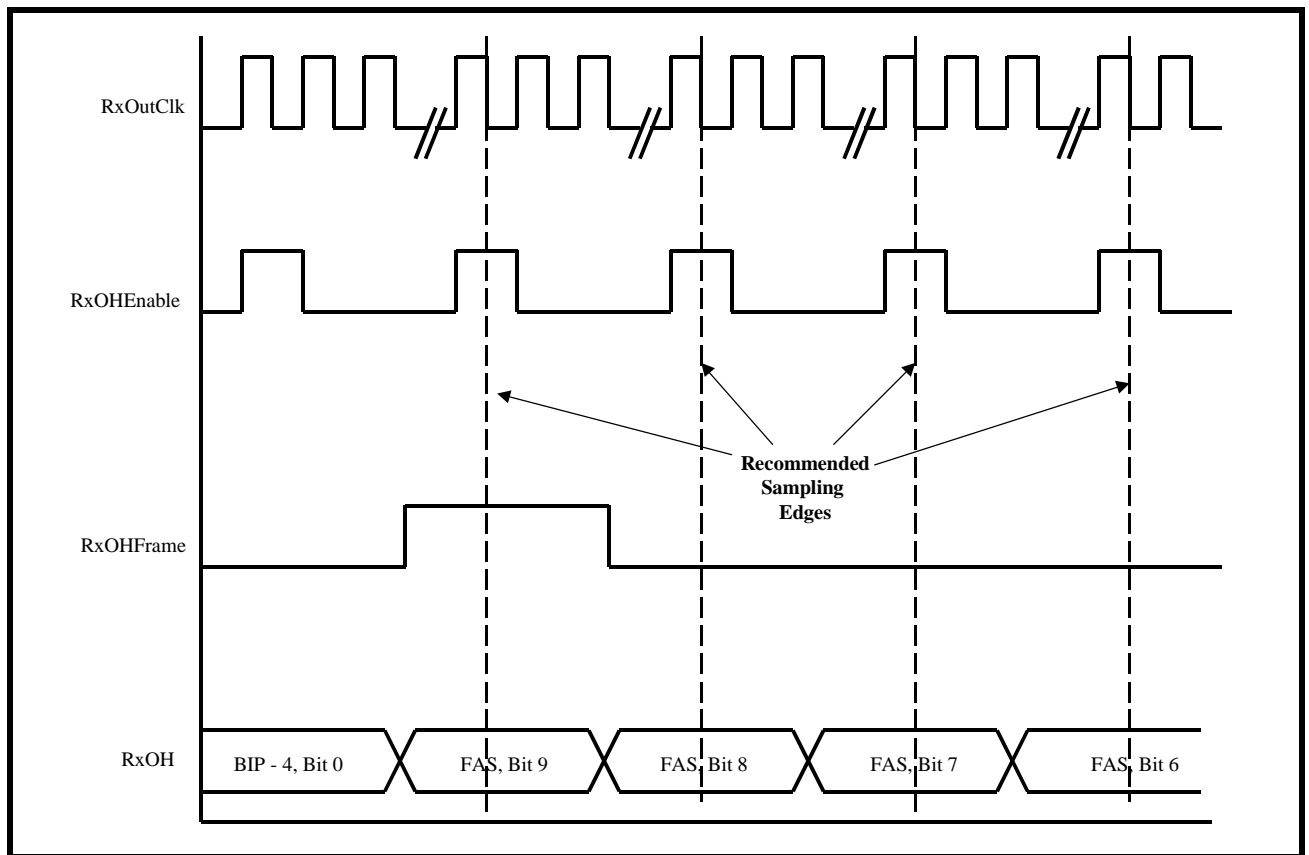 RxOutClk
RxOHEnable
Recommended
Sampling
Edges
RxOHFrame
RxOH
BIP - 4, Bit 0
FAS, Bit 9
FAS, Bit 8
FAS, Bit 7
FAS, Bit 6